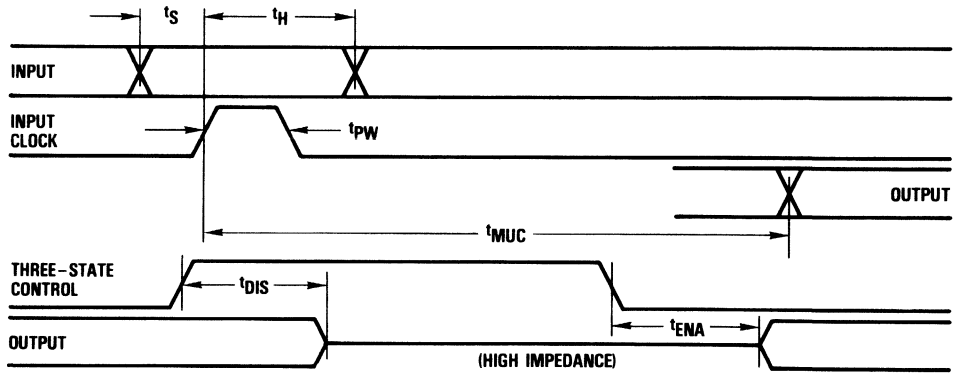 tS
tH
INPUT
INPUT
CLOCK
tPW
OUTPUT
tMUC
THREE-STATE
CONTROL
tDIS
tENA
OUTPUT
(HIGH IMPEDANCE)